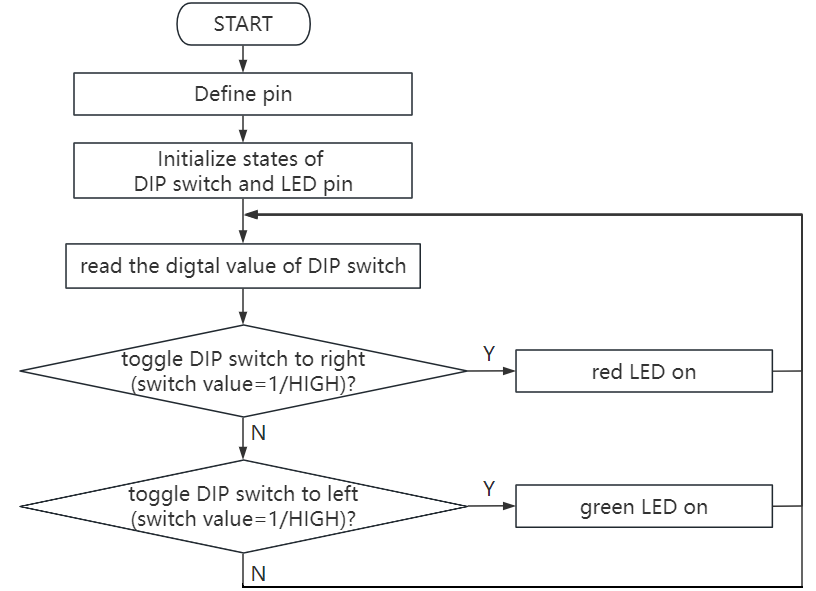 START
Define pin
Initialize states of
DIP switch and LED pin
read the digtal value of DIP switch
toggle DIP switch to right
(switch value=1/HIGH)?
Y
red LED on
N
toggle DIP switch to left
(switch value=1/HIGH)?
Y
green LED on
N